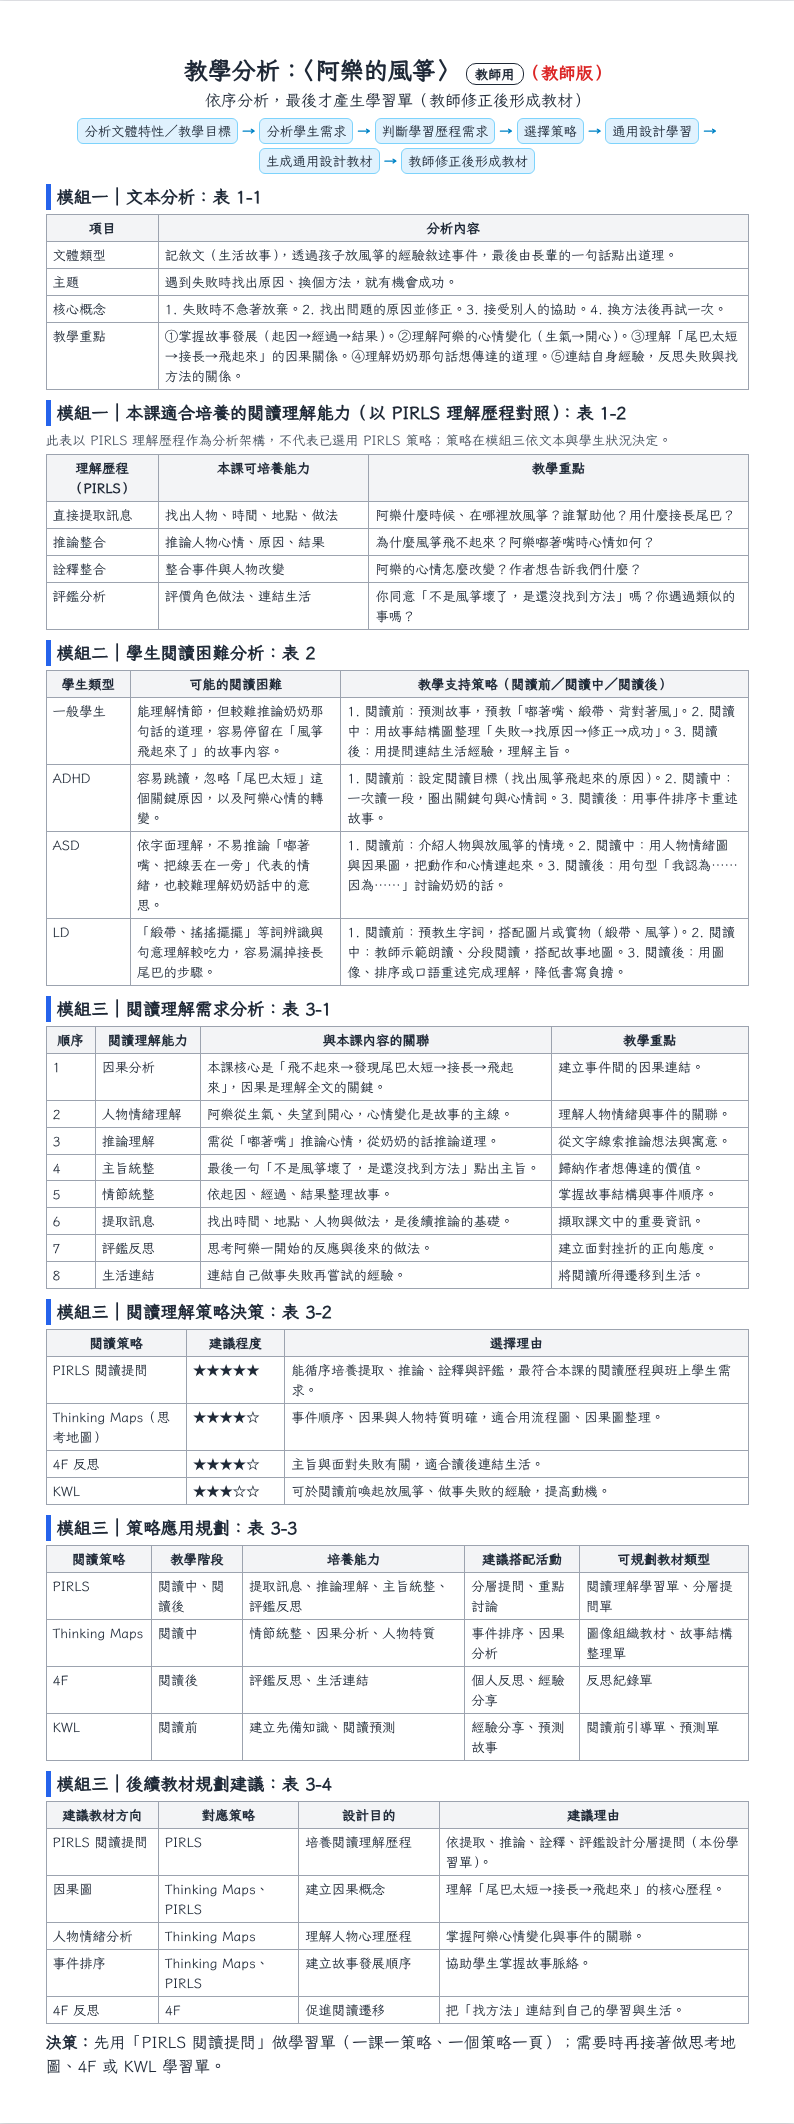 教學分析：〈阿樂的風箏〉 教師用 （教師版）
依序分析，最後才產生學習單（教師修正後形成教材）
分析文體特性／教學目標 → 分析學生需求 → 判斷學習歷程需求 → 選擇策略 → 通用設計學習 →
生成通用設計教材 → 教師修正後形成教材
模組一｜文本分析：表 1-1
項目 分析內容
文體類型 記敘文（生活故事），透過孩子放風箏的經驗敘述事件，最後由長輩的一句話點出道理。
主題 遇到失敗時找出原因、換個方法，就有機會成功。
核心概念 1. 失敗時不急著放棄。2. 找出問題的原因並修正。3. 接受別人的協助。4. 換方法後再試一次。
教學重點 ①掌握故事發展（起因→經過→結果）。②理解阿樂的心情變化（生氣→開心）。③理解「尾巴太短
→接長→飛起來」的因果關係。④理解奶奶那句話想傳達的道理。⑤連結自身經驗，反思失敗與找
方法的關係。
模組一｜本課適合培養的閱讀理解能力（以 PIRLS 理解歷程對照）：表 1-2
此表以 PIRLS 理解歷程作為分析架構，不代表已選用 PIRLS 策略；策略在模組三依文本與學生狀況決定。
理解歷程 本課可培養能力 教學重點
（PIRLS）
直接提取訊息 找出人物、時間、地點、做法 阿樂什麼時候、在哪裡放風箏？誰幫助他？用什麼接長尾巴？
推論整合 推論人物心情、原因、結果 為什麼風箏飛不起來？阿樂嘟著嘴時心情如何？
詮釋整合 整合事件與人物改變 阿樂的心情怎麼改變？作者想告訴我們什麼？
評鑑分析 評價角色做法、連結生活 你同意「不是風箏壞了，是還沒找到方法」嗎？你遇過類似的
事嗎？
模組二｜學生閱讀困難分析：表 2
學生類型 可能的閱讀困難 教學支持策略（閱讀前／閱讀中／閱讀後）
一般學生 能理解情節，但較難推論奶奶那 1. 閱讀前：預測故事，預教「嘟著嘴、緞帶、背對著風」。2. 閱讀
句話的道理，容易停留在「風箏 中：用故事結構圖整理「失敗→找原因→修正→成功」。3. 閱讀
飛起來了」的故事內容。 後：用提問連結生活經驗，理解主旨。
ADHD 容易跳讀，忽略「尾巴太短」這 1. 閱讀前：設定閱讀目標（找出風箏飛起來的原因）。2. 閱讀中：
個關鍵原因，以及阿樂心情的轉 一次讀一段，圈出關鍵句與心情詞。3. 閱讀後：用事件排序卡重述
變。 故事。
ASD 依字面理解，不易推論「嘟著 1. 閱讀前：介紹人物與放風箏的情境。2. 閱讀中：用人物情緒圖
嘴、把線丟在一旁」代表的情 與因果圖，把動作和心情連起來。3. 閱讀後：用句型「我認為……
緒，也較難理解奶奶話中的意 因為……」討論奶奶的話。
思。
LD 「緞帶、搖搖擺擺」等詞辨識與 1. 閱讀前：預教生字詞，搭配圖片或實物（緞帶、風箏）。2. 閱讀
句意理解較吃力，容易漏掉接長 中：教師示範朗讀、分段閱讀，搭配故事地圖。3. 閱讀後：用圖
尾巴的步驟。 像、排序或口語重述完成理解，降低書寫負擔。
模組三｜閱讀理解需求分析：表 3-1
順序 閱讀理解能力 與本課內容的關聯 教學重點
1 因果分析 本課核心是「飛不起來→發現尾巴太短→接長→飛起 建立事件間的因果連結。
來」，因果是理解全文的關鍵。
2 人物情緒理解 阿樂從生氣、失望到開心，心情變化是故事的主線。 理解人物情緒與事件的關聯。
3 推論理解 需從「嘟著嘴」推論心情，從奶奶的話推論道理。 從文字線索推論想法與寓意。
4 主旨統整 最後一句「不是風箏壞了，是還沒找到方法」點出主旨。 歸納作者想傳達的價值。
5 情節統整 依起因、經過、結果整理故事。 掌握故事結構與事件順序。
6 提取訊息 找出時間、地點、人物與做法，是後續推論的基礎。 擷取課文中的重要資訊。
7 評鑑反思 思考阿樂一開始的反應與後來的做法。 建立面對挫折的正向態度。
8 生活連結 連結自己做事失敗再嘗試的經驗。 將閱讀所得遷移到生活。
模組三｜閱讀理解策略決策：表 3-2
閱讀策略 建議程度 選擇理由
PIRLS 閱讀提問 ★★★★★ 能循序培養提取、推論、詮釋與評鑑，最符合本課的閱讀歷程與班上學生需
求。
Thinking Maps（思 ★★★★☆ 事件順序、因果與人物特質明確，適合用流程圖、因果圖整理。
考地圖）
4F 反思 ★★★★☆ 主旨與面對失敗有關，適合讀後連結生活。
KWL ★★★☆☆ 可於閱讀前喚起放風箏、做事失敗的經驗，提高動機。
模組三｜策略應用規劃：表 3-3
閱讀策略 教學階段 培養能力 建議搭配活動 可規劃教材類型
PIRLS 閱讀中、閱 提取訊息、推論理解、主旨統整、 分層提問、重點 閱讀理解學習單、分層提
讀後 評鑑反思 討論 問單
Thinking Maps 閱讀中 情節統整、因果分析、人物特質 事件排序、因果 圖像組織教材、故事結構
分析 整理單
4F 閱讀後 評鑑反思、生活連結 個人反思、經驗 反思紀錄單
分享
KWL 閱讀前 建立先備知識、閱讀預測 經驗分享、預測 閱讀前引導單、預測單
故事
模組三｜後續教材規劃建議：表 3-4
建議教材方向 對應策略 設計目的 建議理由
PIRLS 閱讀提問 PIRLS 培養閱讀理解歷程 依提取、推論、詮釋、評鑑設計分層提問（本份學
習單）。
因果圖 Thinking Maps、 建立因果概念 理解「尾巴太短→接長→飛起來」的核心歷程。
PIRLS
人物情緒分析 Thinking Maps 理解人物心理歷程 掌握阿樂心情變化與事件的關聯。
事件排序 Thinking Maps、 建立故事發展順序 協助學生掌握故事脈絡。
PIRLS
4F 反思 4F 促進閱讀遷移 把「找方法」連結到自己的學習與生活。
決策：先用「PIRLS 閱讀提問」做學習單（一課一策略、一個策略一頁）；需要時再接著做思考地
圖、4F 或 KWL 學習單。